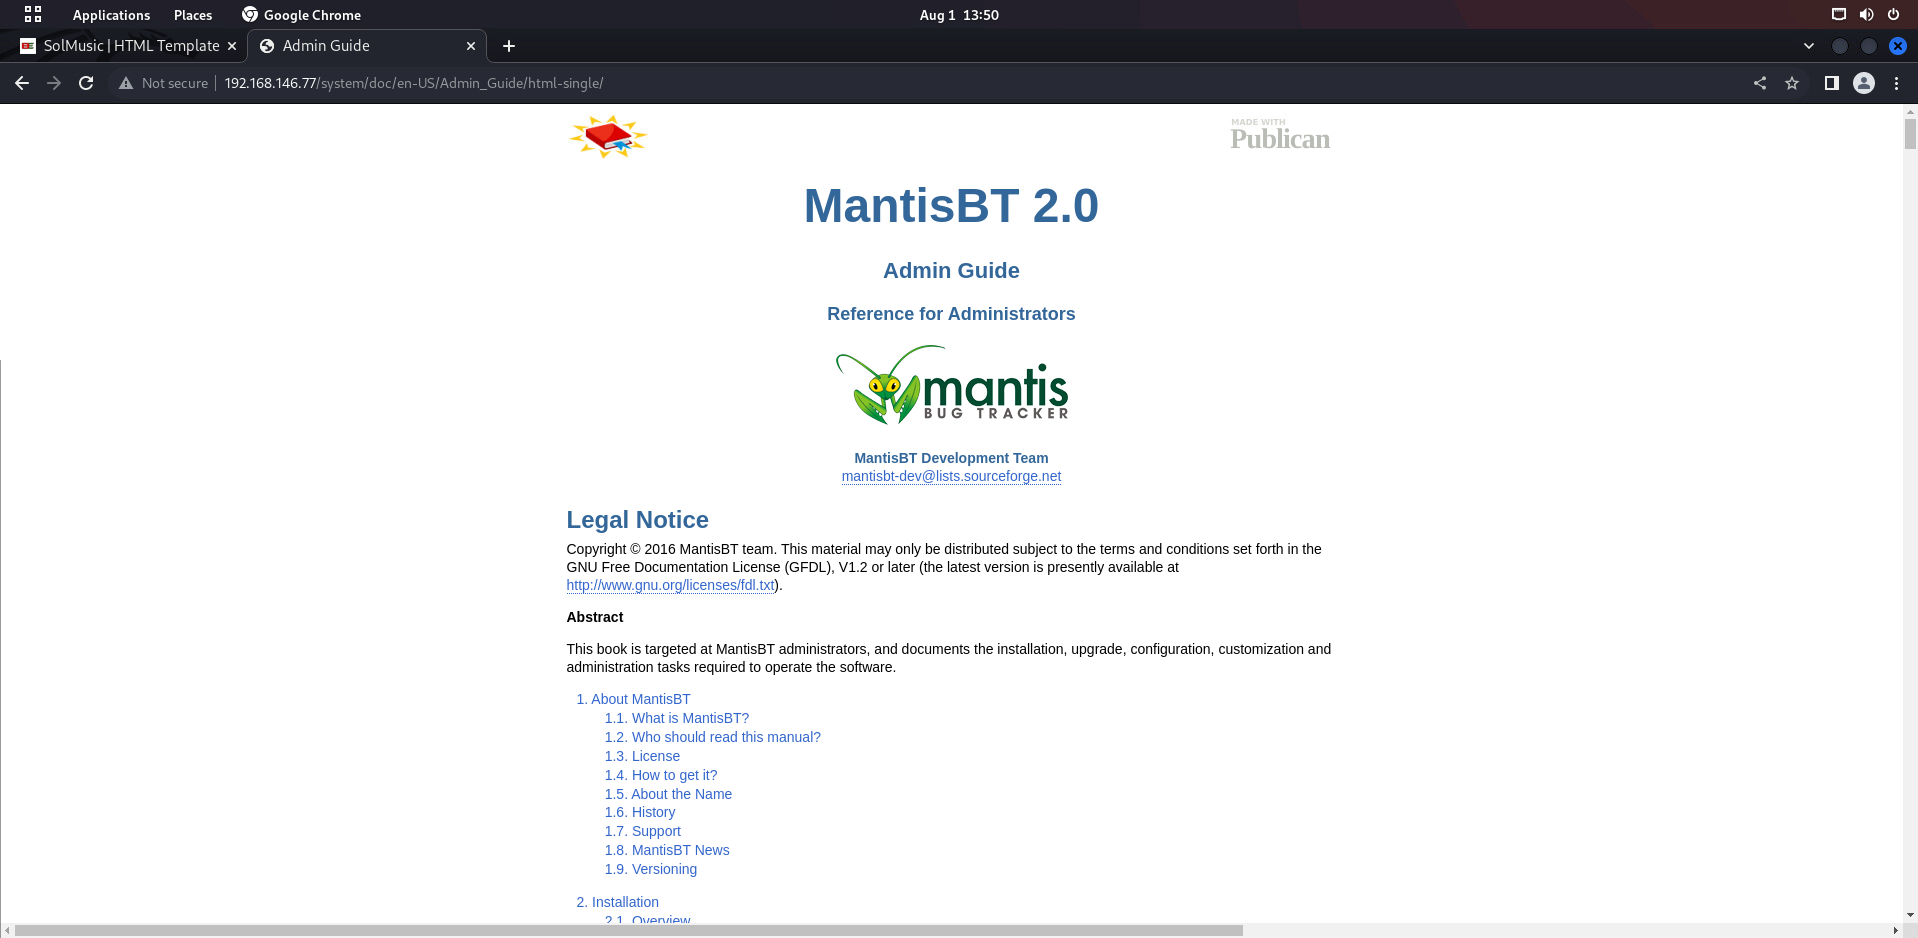 Applications Places Google Chrome Aug 1 13:50
SolMusic | HTML Template Admin Guide
Not secure 192.168.146.77/system/doc/en-US/Admin_Guide/html-single/
MADE WITH
Publican
MantisBT 2.0
Admin Guide
Reference for Administrators
mantis
BUG TRACKER
MantisBT Development Team
mantisbt-dev@lists.sourceforge.net
Legal Notice
Copyright © 2016 MantisBT team. This material may only be distributed subject to the terms and conditions set forth in the
GNU Free Documentation License (GFDL), V1.2 or later (the latest version is presently available at
http://www.gnu.org/licenses/fdl.txt).
Abstract
This book is targeted at MantisBT administrators, and documents the installation, upgrade, configuration, customization and
administration tasks required to operate the software.
1. About MantisBT
1.1. What is MantisBT?
1.2. Who should read this manual?
1.3. License
1.4. How to get it?
1.5. About the Name
1.6. History
1.7. Support
1.8. MantisBT News
1.9. Versioning
2. Installation
2.1. Overview